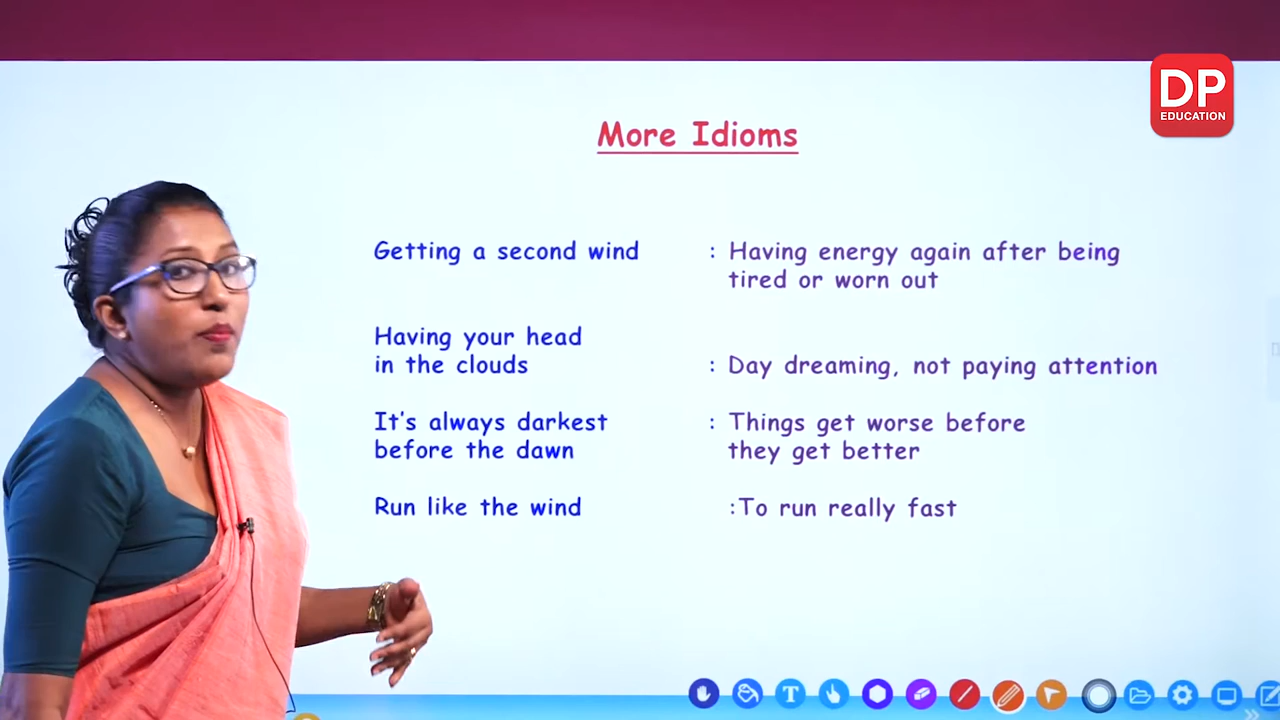 DP
EDUCATION
More Idioms
Getting a second wind : Having energy again after being
tired or worn out
Having your head
in the clouds : Day dreaming, not paying attention
It's always darkest : Things get worse before
before the dawn they get better
Run like the wind :To run really fast
T